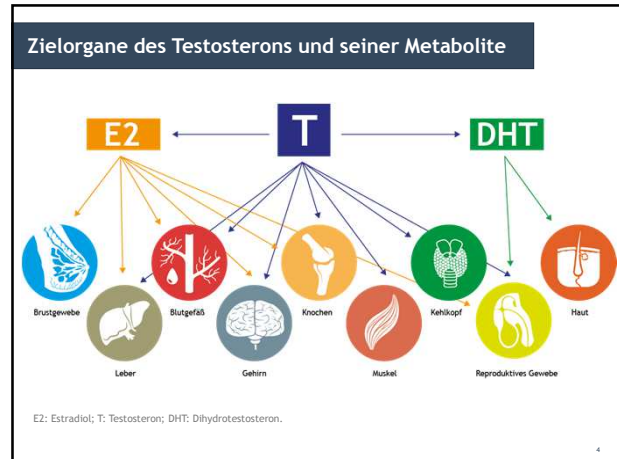 Zielorgane des Testosterons und seiner Metabolite
E2
T
DHT
Brustgewebe
Blutgefäß
Knochen
Kehlkopf
Haut
Leber
Gehirn
Muskel
Reproduktives Gewebe
E2: Estradiol; T: Testosteron; DHT: Dihydrotestosteron.
4